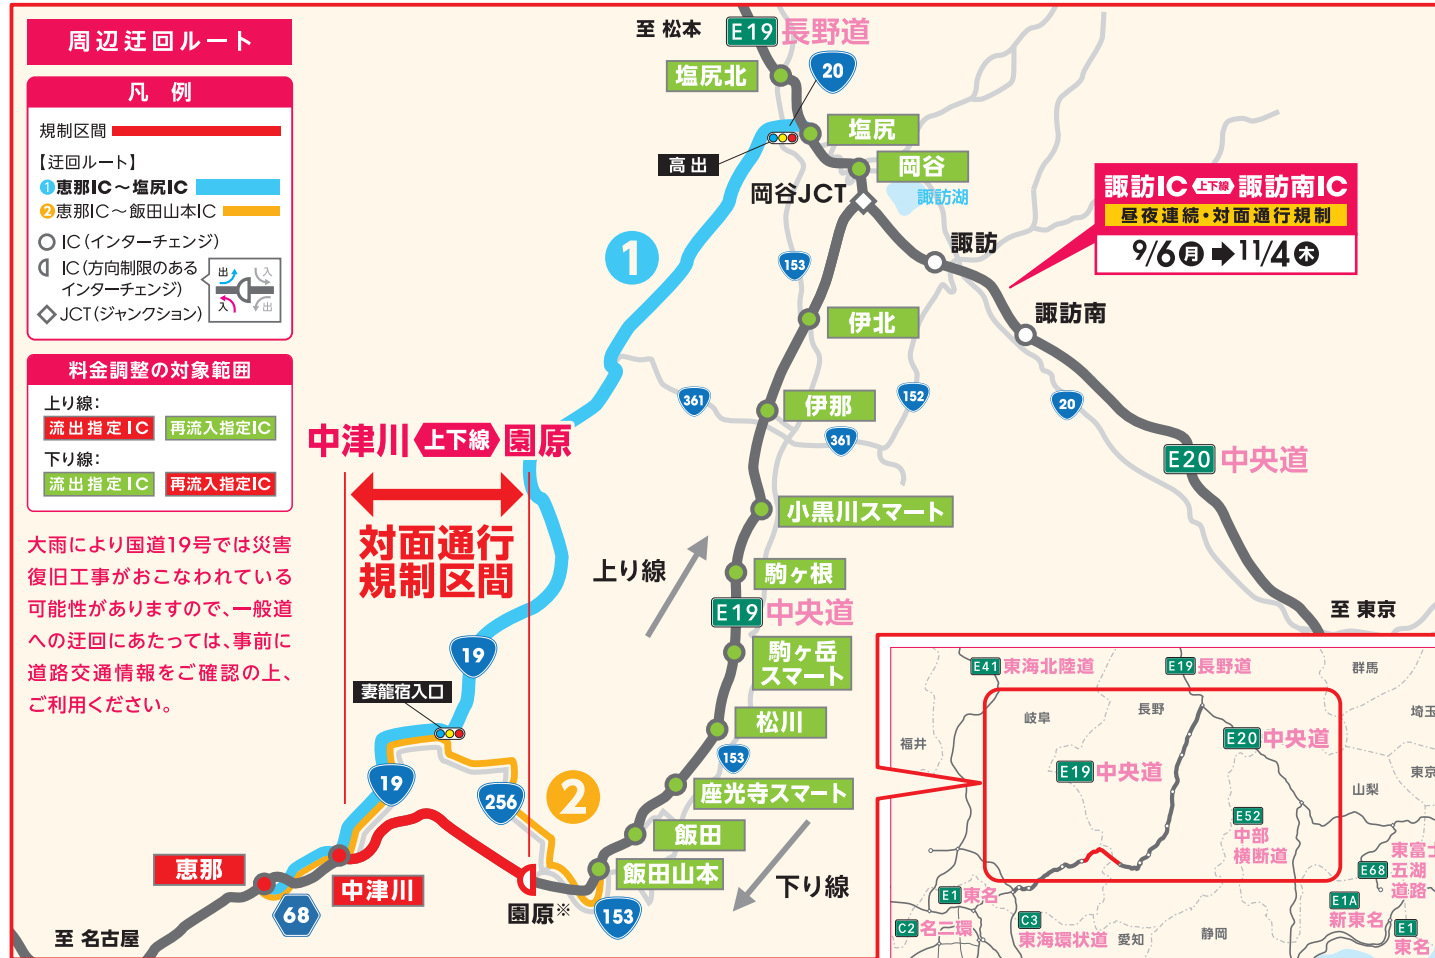 周辺迂回ルート
凡 例
規制区間
【迂回ルート】
①恵那IC～塩尻IC
②恵那IC～飯田山本IC
IC(インターチェンジ)
IC(方向制限のある
インターチェンジ)
出
入
入
出
JCT(ジャンクション)
料金調整の対象範囲
上り線:
流出指定IC
再流入指定IC
下り線:
流出指定IC
再流入指定IC
大雨により国道19号では災害
復旧工事がおこなわれている
可能性がありますので、一般道
への迂回にあたっては、事前に
道路交通情報をご確認の上、
ご利用ください。
至 松本
E19 長野道
塩尻北
20
塩尻
高出
岡谷
岡谷JCT
諏訪湖
諏訪IC 上下線 諏訪南IC
昼夜連続・対面通行規制
9/6月➡11/4木
諏訪
諏訪南
1
153
伊北
361
152
20
伊那
361
E20 中央道
中津川 上下線 園原
対面通行
規制区間
小黒川スマート
上り線
駒ヶ根
E19 中央道
至 東京
駒ヶ岳
スマート
19
妻籠宿入口
松川
153
19
256
2
座光寺スマート
飯田
飯田山本
下り線
恵那
中津川
68
園原※
153
至 名古屋
E41 東海北陸道
E19 長野道
群馬
岐阜
長野
埼玉
福井
E20 中央道
E19 中央道
東京
山梨
E52
中部
横断道
東富士
E68 五湖
道路
E1 東名
E1A
新東名
C2 名二環
C3
東海環状道
愛知
静岡
E1
東名